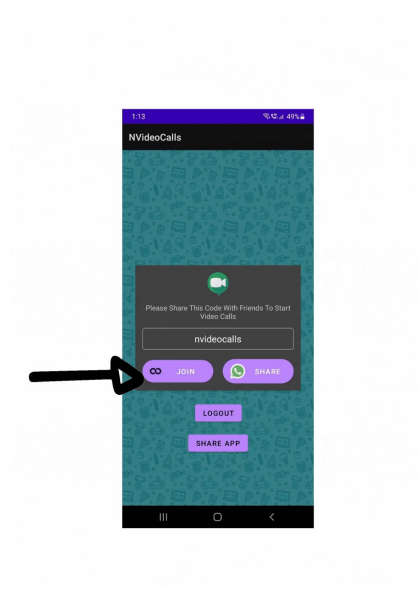 1:13
49%
NVideoCalls
Please Share This Code With Friends To Start
Video Calls
nvideocalls
JOIN
SHARE
LOGOUT
SHARE APP